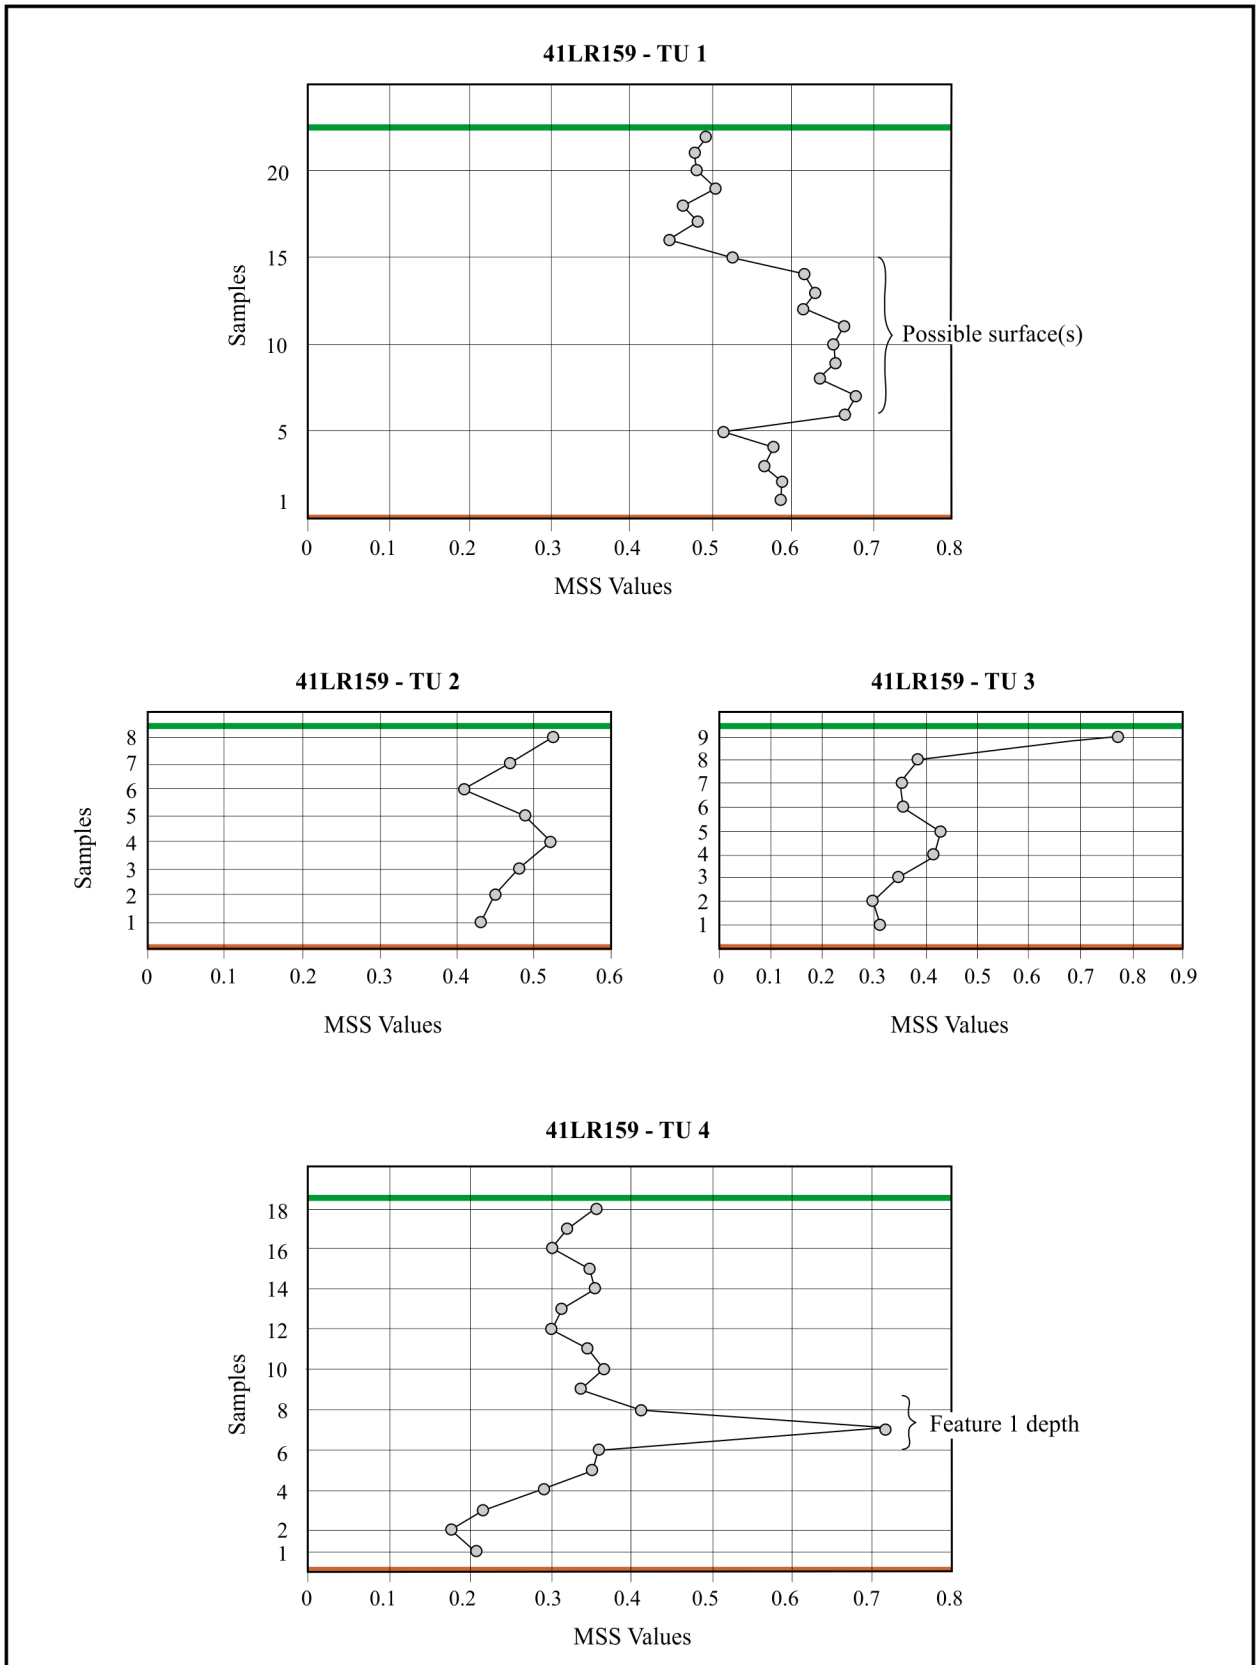 41LR159 - TU 1
20
15
10
5
1
Samples
Possible surface(s)
0 0.1 0.2 0.3 0.4 0.5 0.6 0.7 0.8
MSS Values
41LR159 - TU 2
8
7
6
5
4
3
2
1
Samples
0 0.1 0.2 0.3 0.4 0.5 0.6
MSS Values
41LR159 - TU 3
9
8
7
6
5
4
3
2
1
0 0.1 0.2 0.3 0.4 0.5 0.6 0.7 0.8 0.9
MSS Values
41LR159 - TU 4
18
16
14
12
10
8
6
4
2
1
Samples
Feature 1 depth
0 0.1 0.2 0.3 0.4 0.5 0.6 0.7 0.8
MSS Values